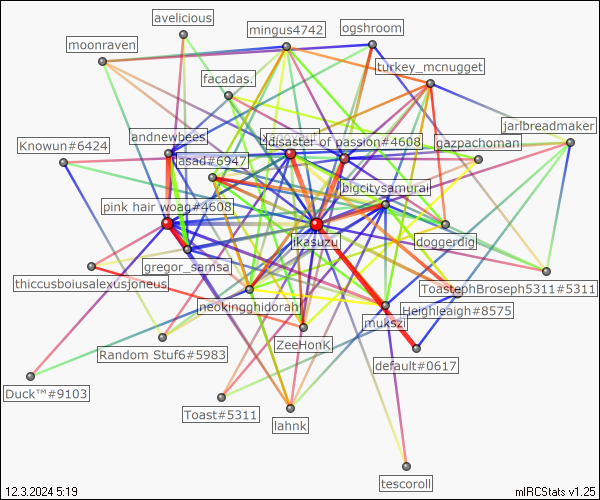 avelicious
mingus4742
ogshroom
moonraven
turkey_mcnugget
facadas.
jarlbreadmaker
andnewbees
disaster of passion#4608
gazpachoman
Knowun#6424
asad#6947
bigcitysamurai
pink hair woag#4608
jkasuzu
doggerdig
gregor_samsa
thiccusboiusalexusjoneus
ToastephBroseph5311#5311
neokingghidorah
Heighleigh#8575
mukszi
ZeeHonK
Random Stuf6#5983
default#0617
Duck™#9103
Toast#5311
lahnk
tescoroll
12.3.2024 5:19
mIRCStats v1.25